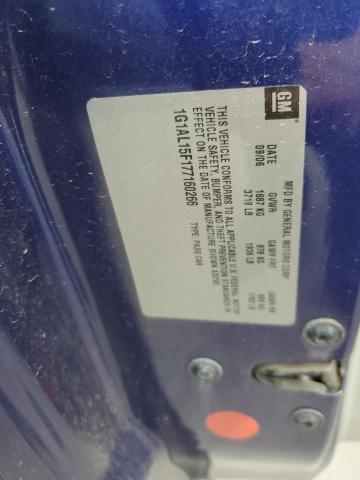 GM
MFD BY GENERAL MOTORS CORP
DATE GVWR GAWR FRT GAWR RR
09/06 1687 KG 878 KG
3719 LB 1936 LB
THIS VEHICLE CONFORMS TO ALL APPLICABLE U.S. FEDERAL MOTOR
VEHICLE SAFETY, BUMPER, AND THEFT PREVENTION STANDARDS IN
EFFECT ON THE DATE OF MANUFACTURE SHOWN ABOVE.
1G1AL15F177160266 TYPE: PASS CAR